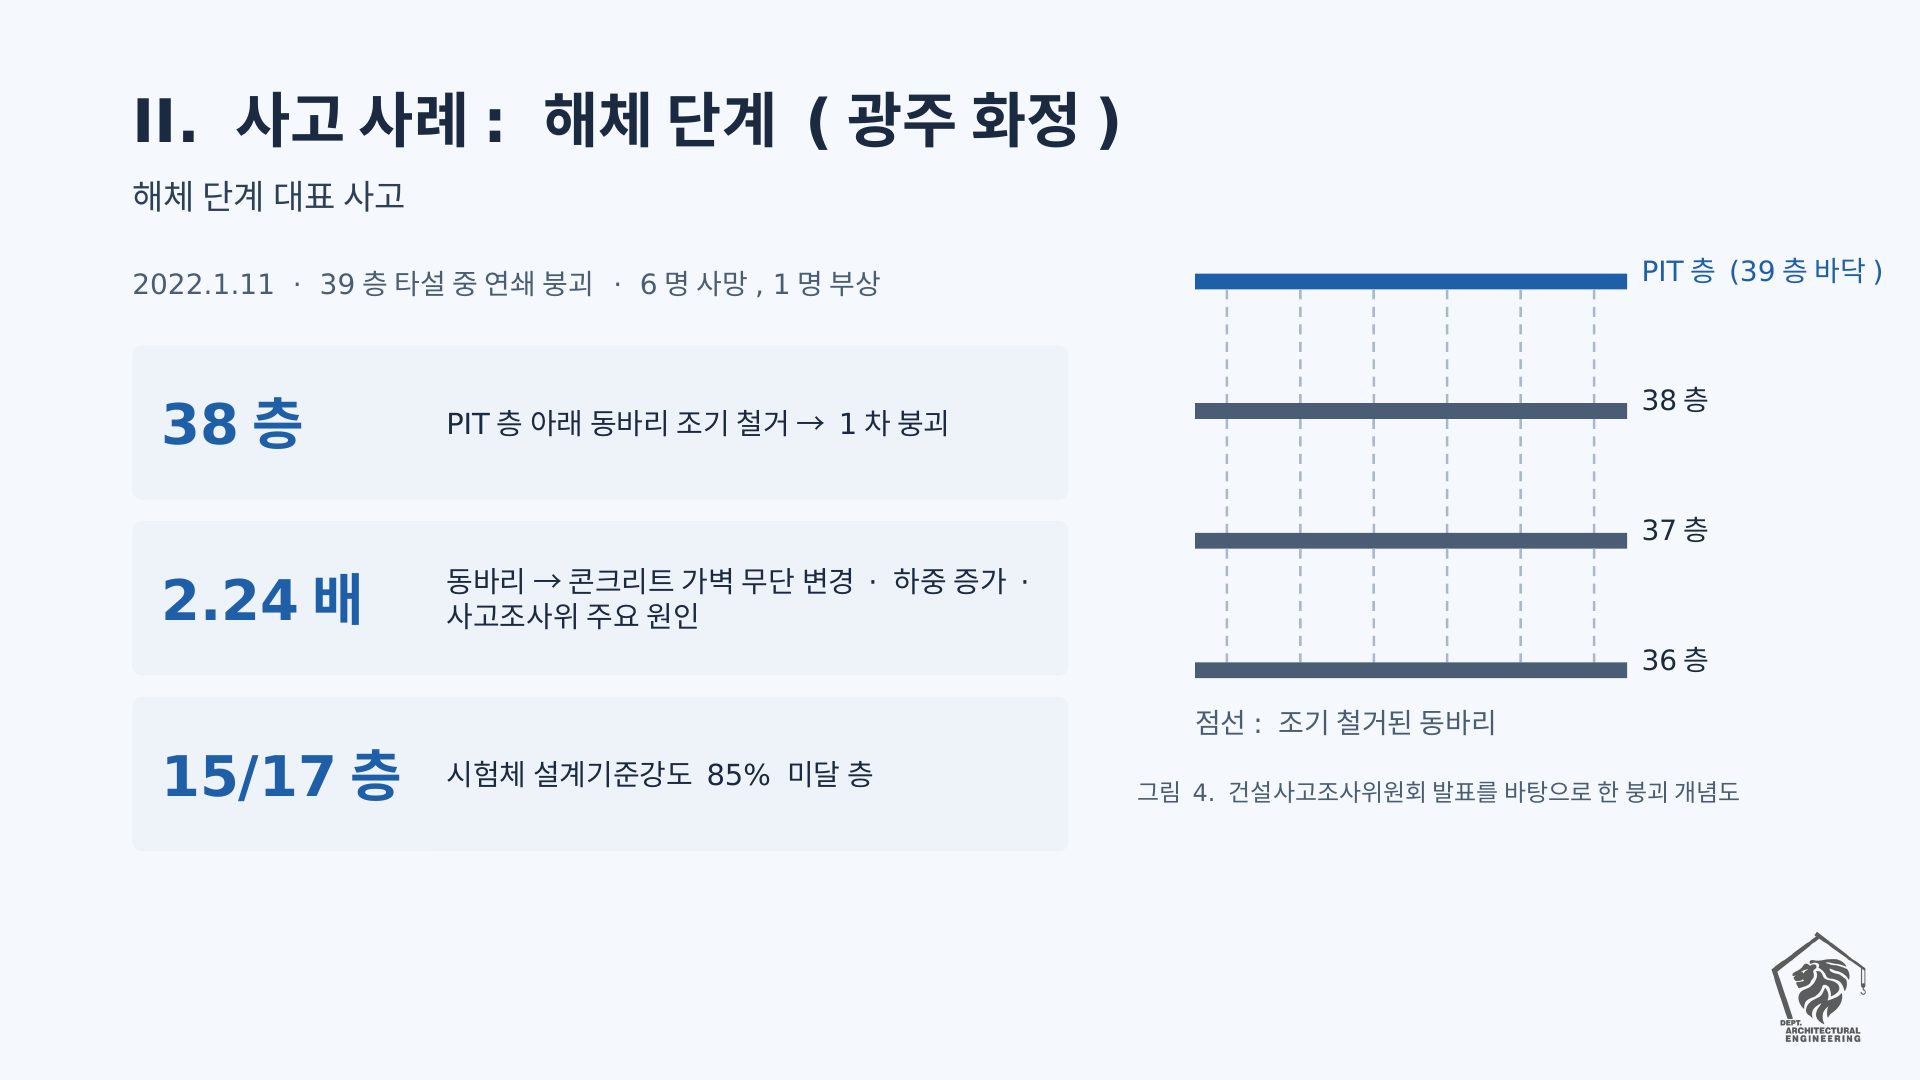 II. 사고 사례 : 해체 단계 ( 광주 화정 )
해체 단계 대표 사고
2022.1.11 · 39 층 타설 중 연쇄 붕괴 · 6 명 사망 , 1 명 부상
38 층
PIT 층 아래 동바리 조기 철거 → 1 차 붕괴
2.24 배
동바리 → 콘크리트 가벽 무단 변경 · 하중 증가 ·
사고조사위 주요 원인
15/17 층
시험체 설계기준강도 85% 미달 층
PIT 층 (39 층 바닥 )
38 층
37 층
36 층
점선 : 조기 철거된 동바리
그림 4. 건설사고조사위원회 발표를 바탕으로 한 붕괴 개념도
DEPT.
ARCHITECTURAL
ENGINEERING